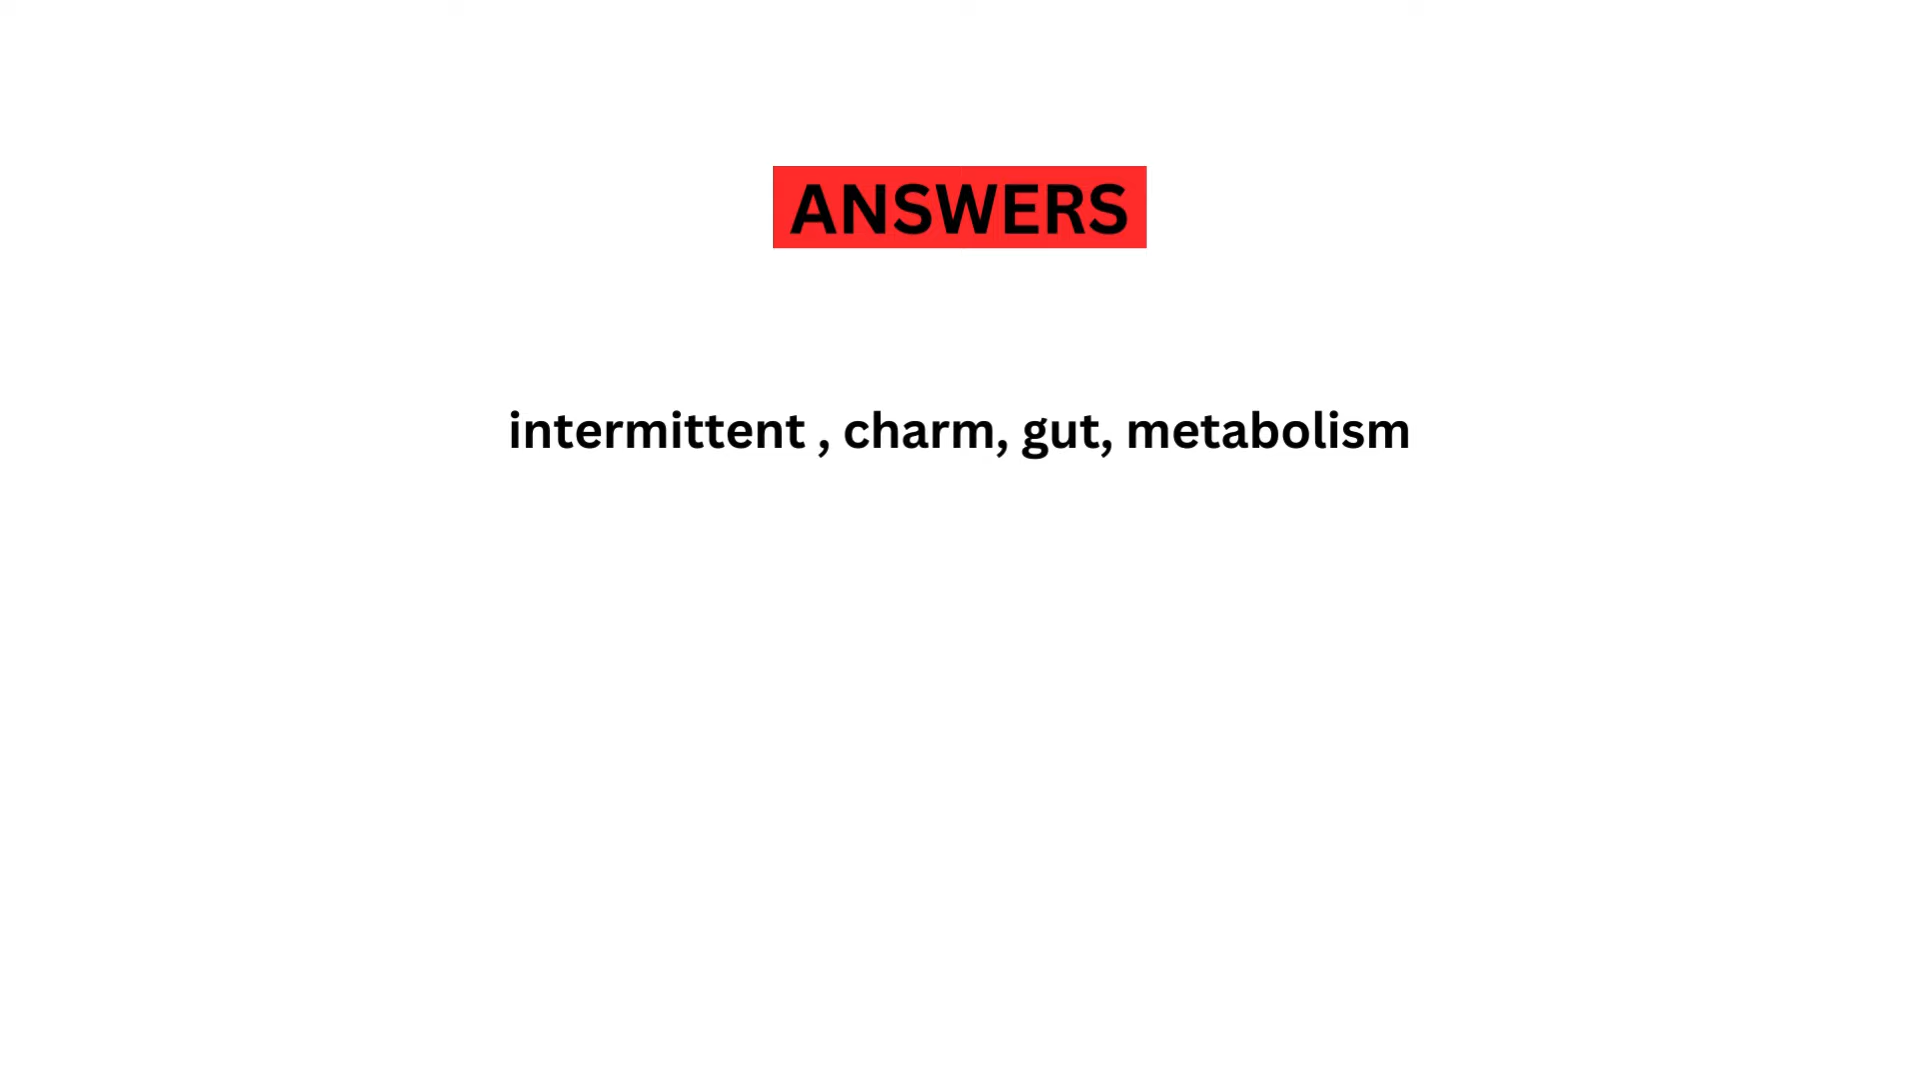 ANSWERS
intermittent , charm, gut, metabolism